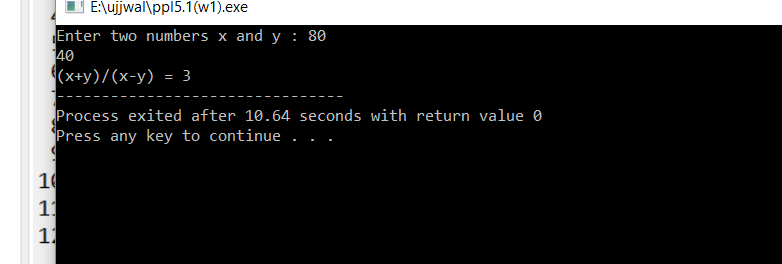 E:\ujjwal\ppl5.1(w1).exe
Enter two numbers x and y : 80
40
(x+y)/(x-y) = 3
--------------------------------
Process exited after 10.64 seconds with return value 0
Press any key to continue . . .
10
11
12